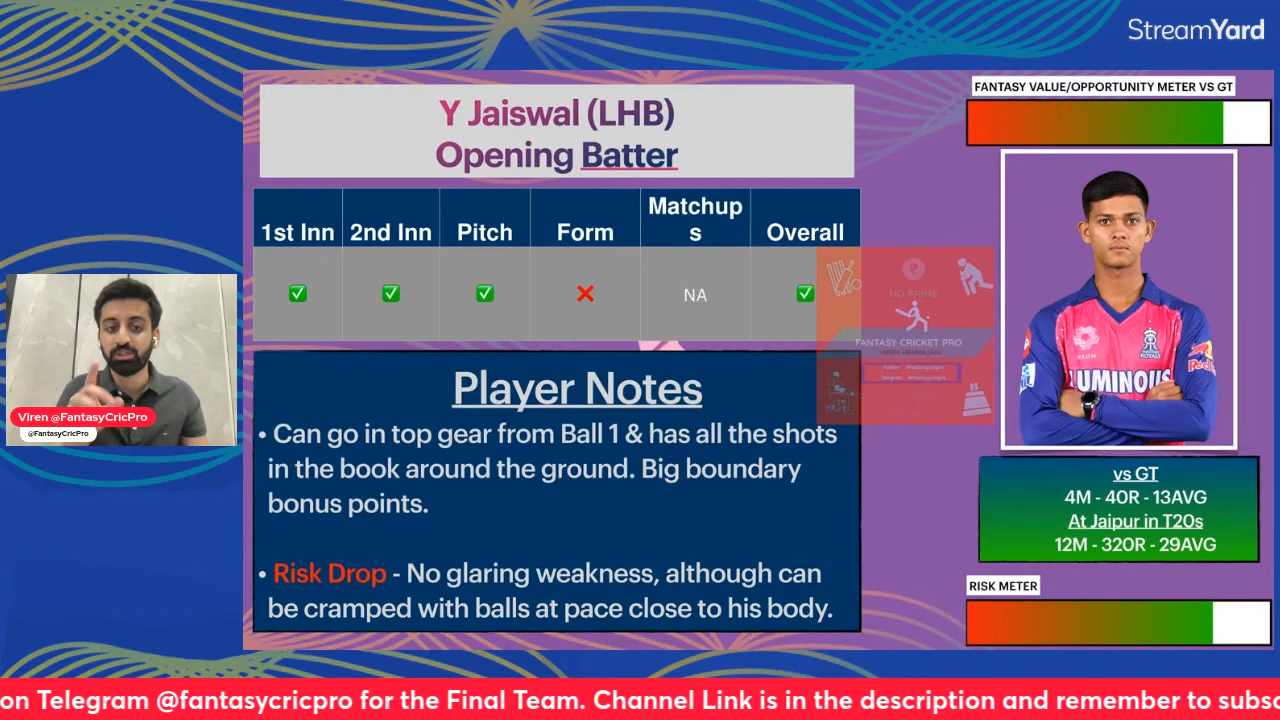 StreamYard
FANTASY VALUE/OPPORTUNITY METER VS GT
Y Jaiswal (LHB)
Opening Batter
1st Inn 2nd Inn Pitch Form Matchup
s Overall
✅ ✅ ✅ ❌ NA ✅
NO PRIME
FANTASY CRICKET PRO
Player Notes
• Can go in top gear from Ball 1 & has all the shots
in the book around the ground. Big boundary
bonus points.
• Risk Drop - No glaring weakness, although can
be cramped with balls at pace close to his body.
NEON
LUMINOUS
vs GT
4M - 40R - 13AVG
At Jaipur in T20s
12M - 320R - 29AVG
RISK METER
Viren @FantasyCricPro
@FantasyCricPro
on Telegram @fantasycricpro for the Final Team. Channel Link is in the description and remember to subsc